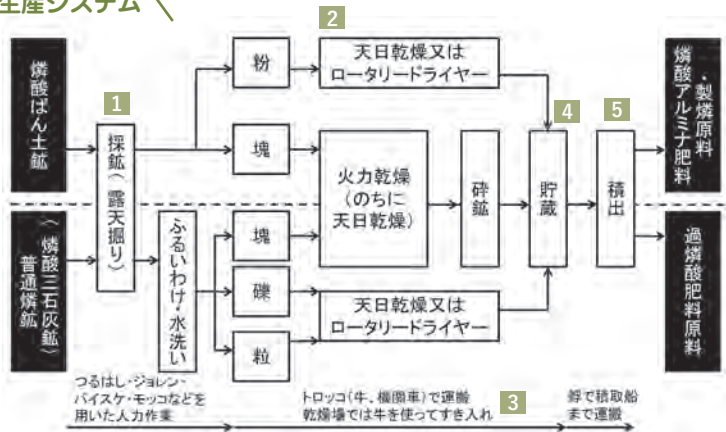 生産システム
2
粉
天日乾燥又は
ロータリードライヤー
燐酸ばん土鉱
1
採鉱（露天掘り）
塊
火力乾燥
（のちに
天日乾燥）
砕鉱
4
貯蔵
5
積出
・製燐原料
燐酸アルミナ肥料
（燐酸三石灰鉱）
普通燐鉱
ふるいわけ・水洗い
塊
礫
粒
天日乾燥又は
ロータリードライヤー
過燐酸肥料原料
つるはし・ジョレン・
バイスケ・モッコなどを
用いた人力作業
トロッコ（牛、機関車）で運搬
乾燥場では牛を使ってすき入れ
3
艀で積取船
まで運搬